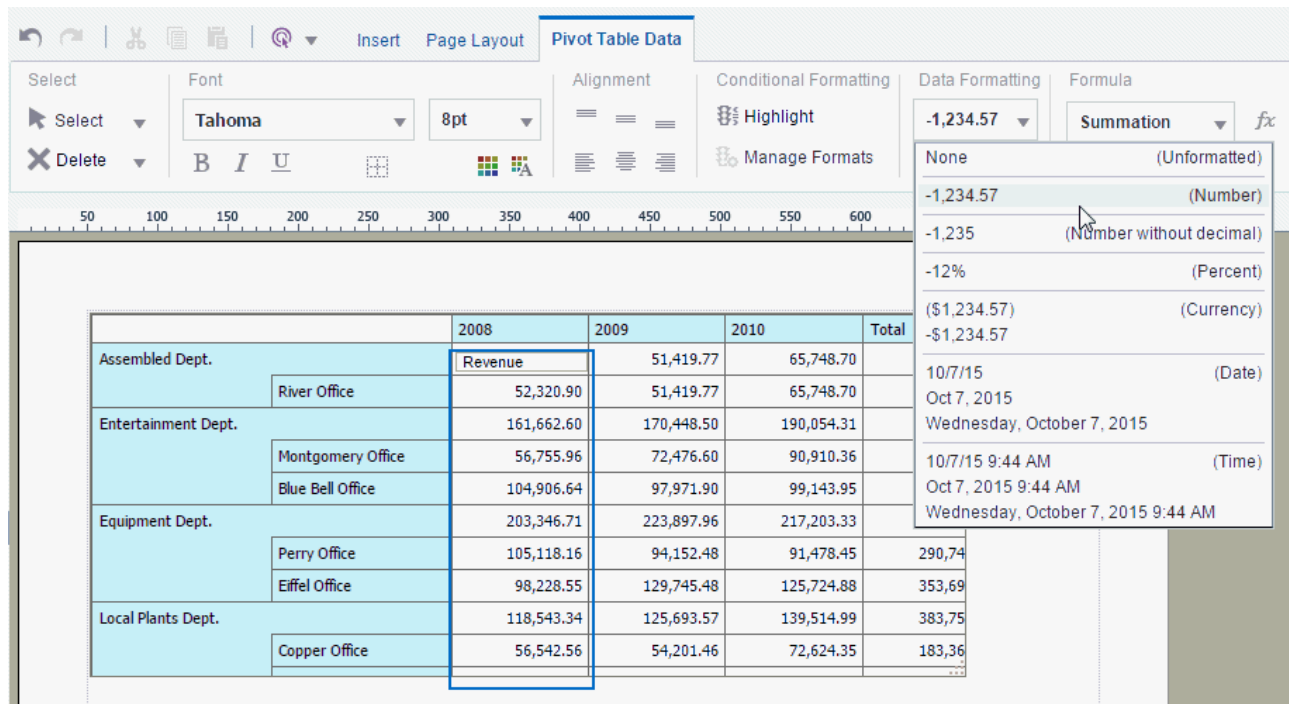 Insert Page Layout Pivot Table Data
Select Font Alignment Conditional Formatting Data Formatting Formula
Select Tahoma 8pt Highlight -1,234.57 Summation fx
Delete B I U A Manage Formats
None (Unformatted)
-1,234.57 (Number)
-1,235 (Number without decimal)
-12% (Percent)
($1,234.57) (Currency)
-$1,234.57
10/7/15 (Date)
Oct 7, 2015
Wednesday, October 7, 2015
10/7/15 9:44 AM (Time)
Oct 7, 2015 9:44 AM
Wednesday, October 7, 2015 9:44 AM
50 100 150 200 250 300 350 400 450 500 550 600
2008 2009 2010 Total
Assembled Dept. Revenue 51,419.77 65,748.70
River Office 52,320.90 51,419.77 65,748.70
Entertainment Dept. 161,662.60 170,448.50 190,054.31
Montgomery Office 56,755.96 72,476.60 90,910.36
Blue Bell Office 104,906.64 97,971.90 99,143.95
Equipment Dept. 203,346.71 223,897.96 217,203.33
Perry Office 105,118.16 94,152.48 91,478.45 290,74
Eiffel Office 98,228.55 129,745.48 125,724.88 353,69
Local Plants Dept. 118,543.34 125,693.57 139,514.99 383,75
Copper Office 56,542.56 54,201.46 72,624.35 183,36